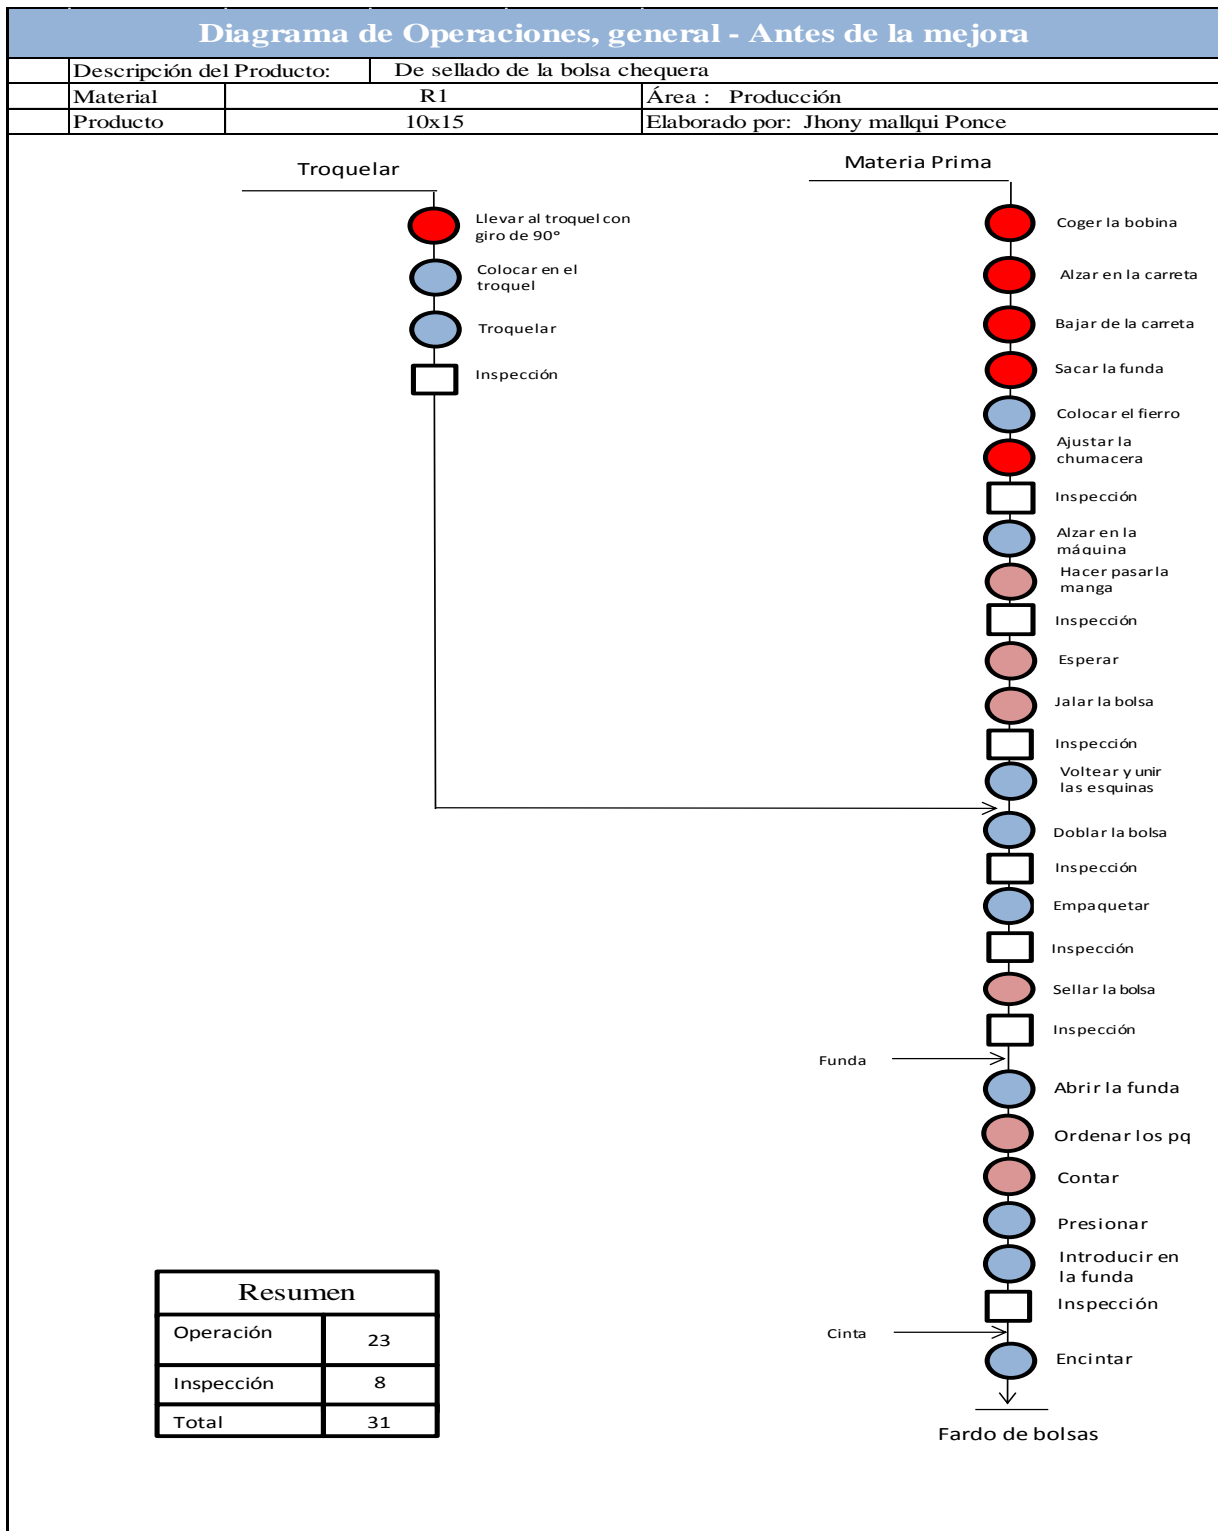 Diagrama de Operaciones, general - Antes de la mejora
Descripción del Producto: De sellado de la bolsa chequera
Material R1 Área : Producción
Producto 10x15 Elaborado por: Jhony mallqui Ponce
Troquelar
Llevar al troquel con
giro de 90°
Colocar en el
troquel
Troquelar
Inspección
Materia Prima
Coger la bobina
Alzar en la carreta
Bajar de la carreta
Sacar la funda
Colocar el fierro
Ajustar la
chumacera
Inspección
Alzar en la
máquina
Hacer pasar la
manga
Inspección
Esperar
Jalar la bolsa
Inspección
Voltear y unir
las esquinas
Doblar la bolsa
Inspección
Empaquetar
Inspección
Sellar la bolsa
Inspección
Funda
Abrir la funda
Ordenar los pq
Contar
Presionar
Introducir en
la funda
Inspección
Cinta
Encintar
Fardo de bolsas
Resumen
Operación 23
Inspección 8
Total 31